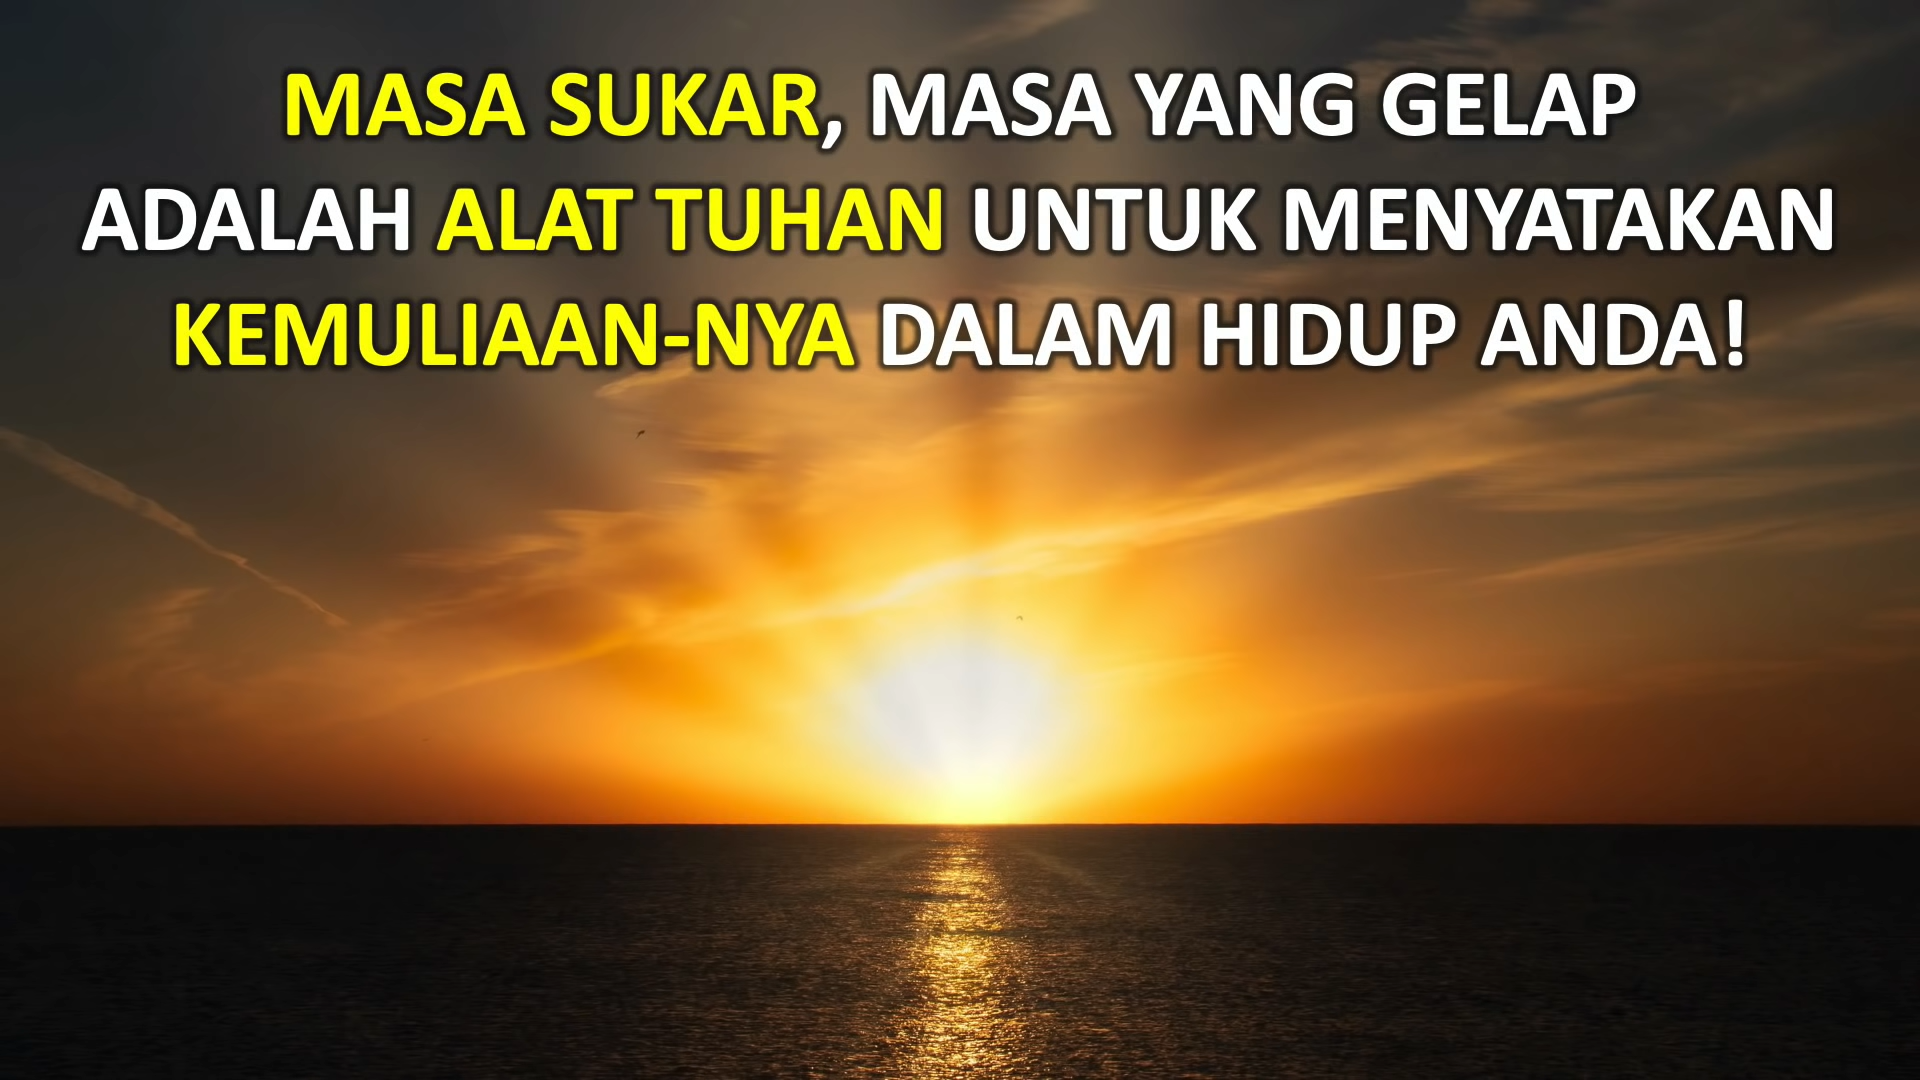 MASA SUKAR, MASA YANG GELAP
ADALAH ALAT TUHAN UNTUK MENYATAKAN
KEMULIAAN-NYA DALAM HIDUP ANDA!